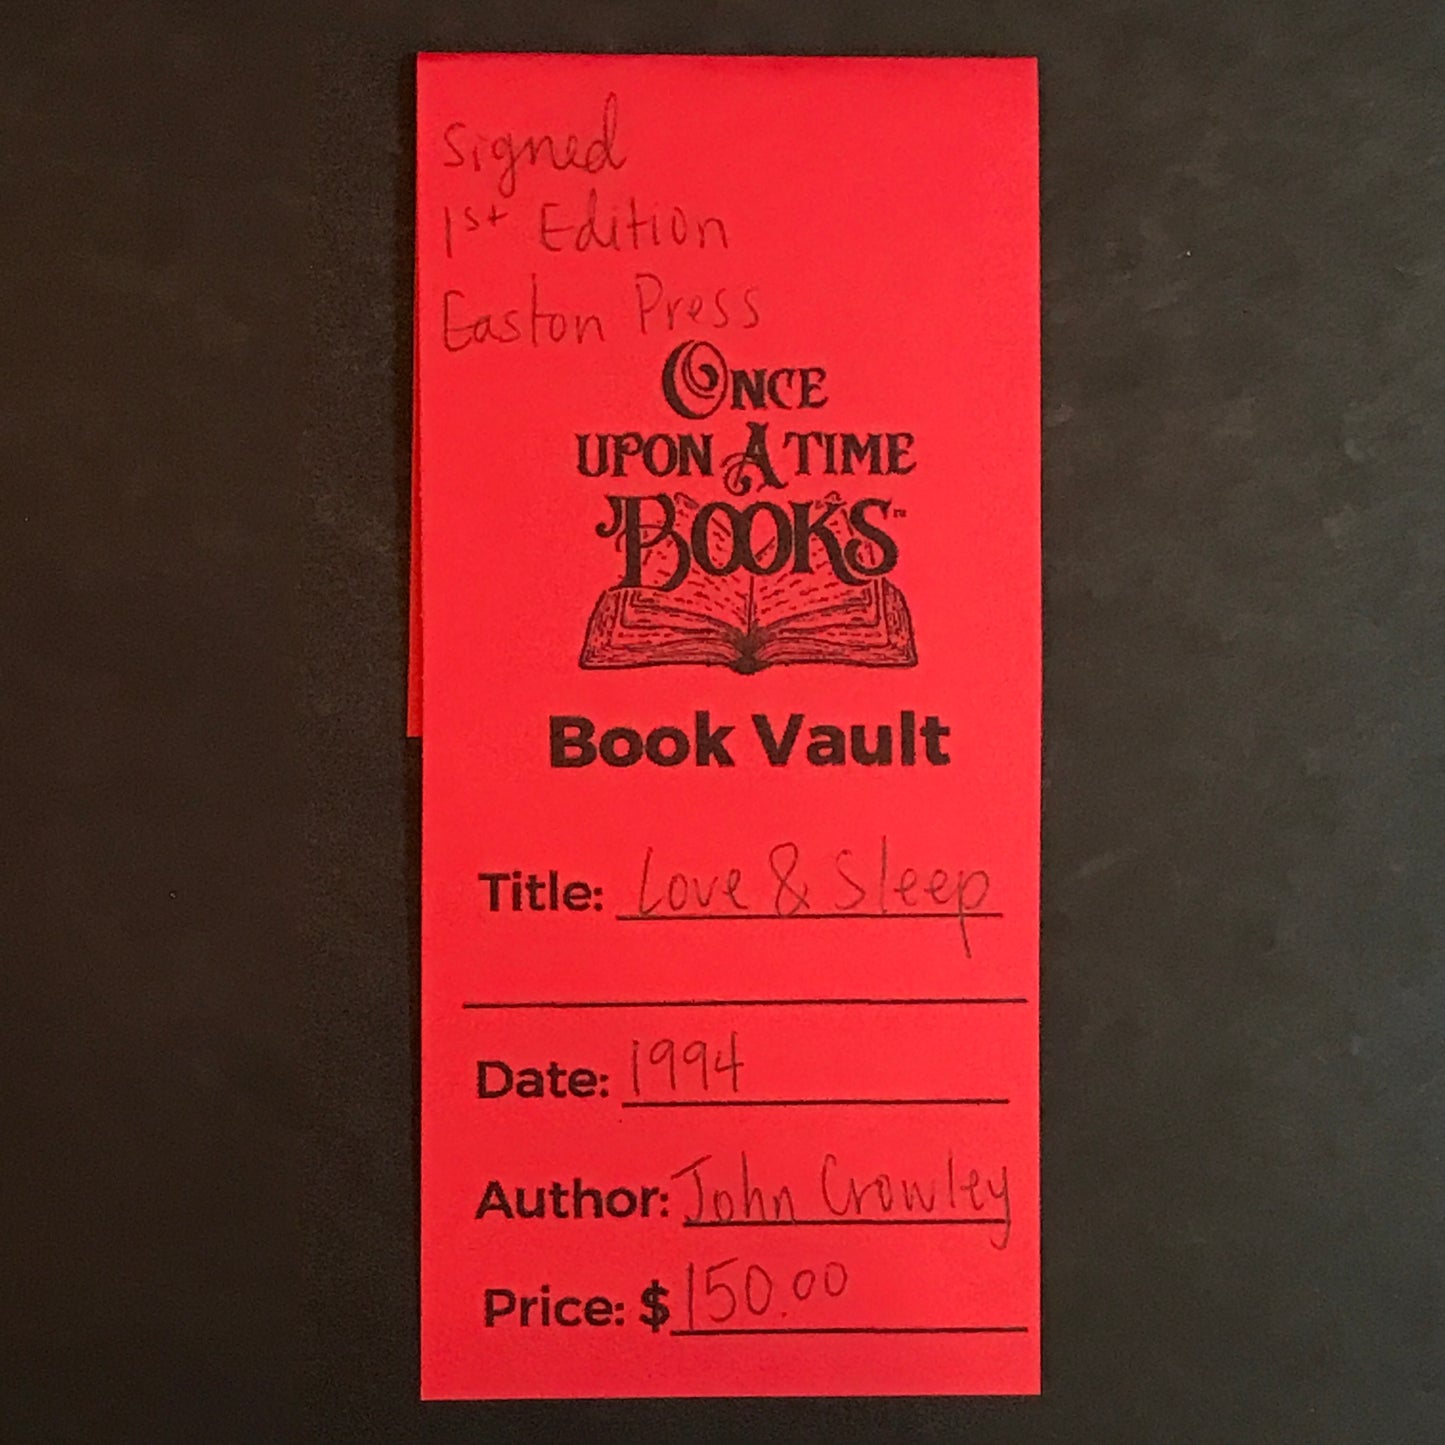 Signed
1st Edition
Easton Press
ONCE
UPON A TIME
BOOKS™
Book Vault
Title: Love & Sleep
Date: 1994
Author: John Crowley
Price: $150.00